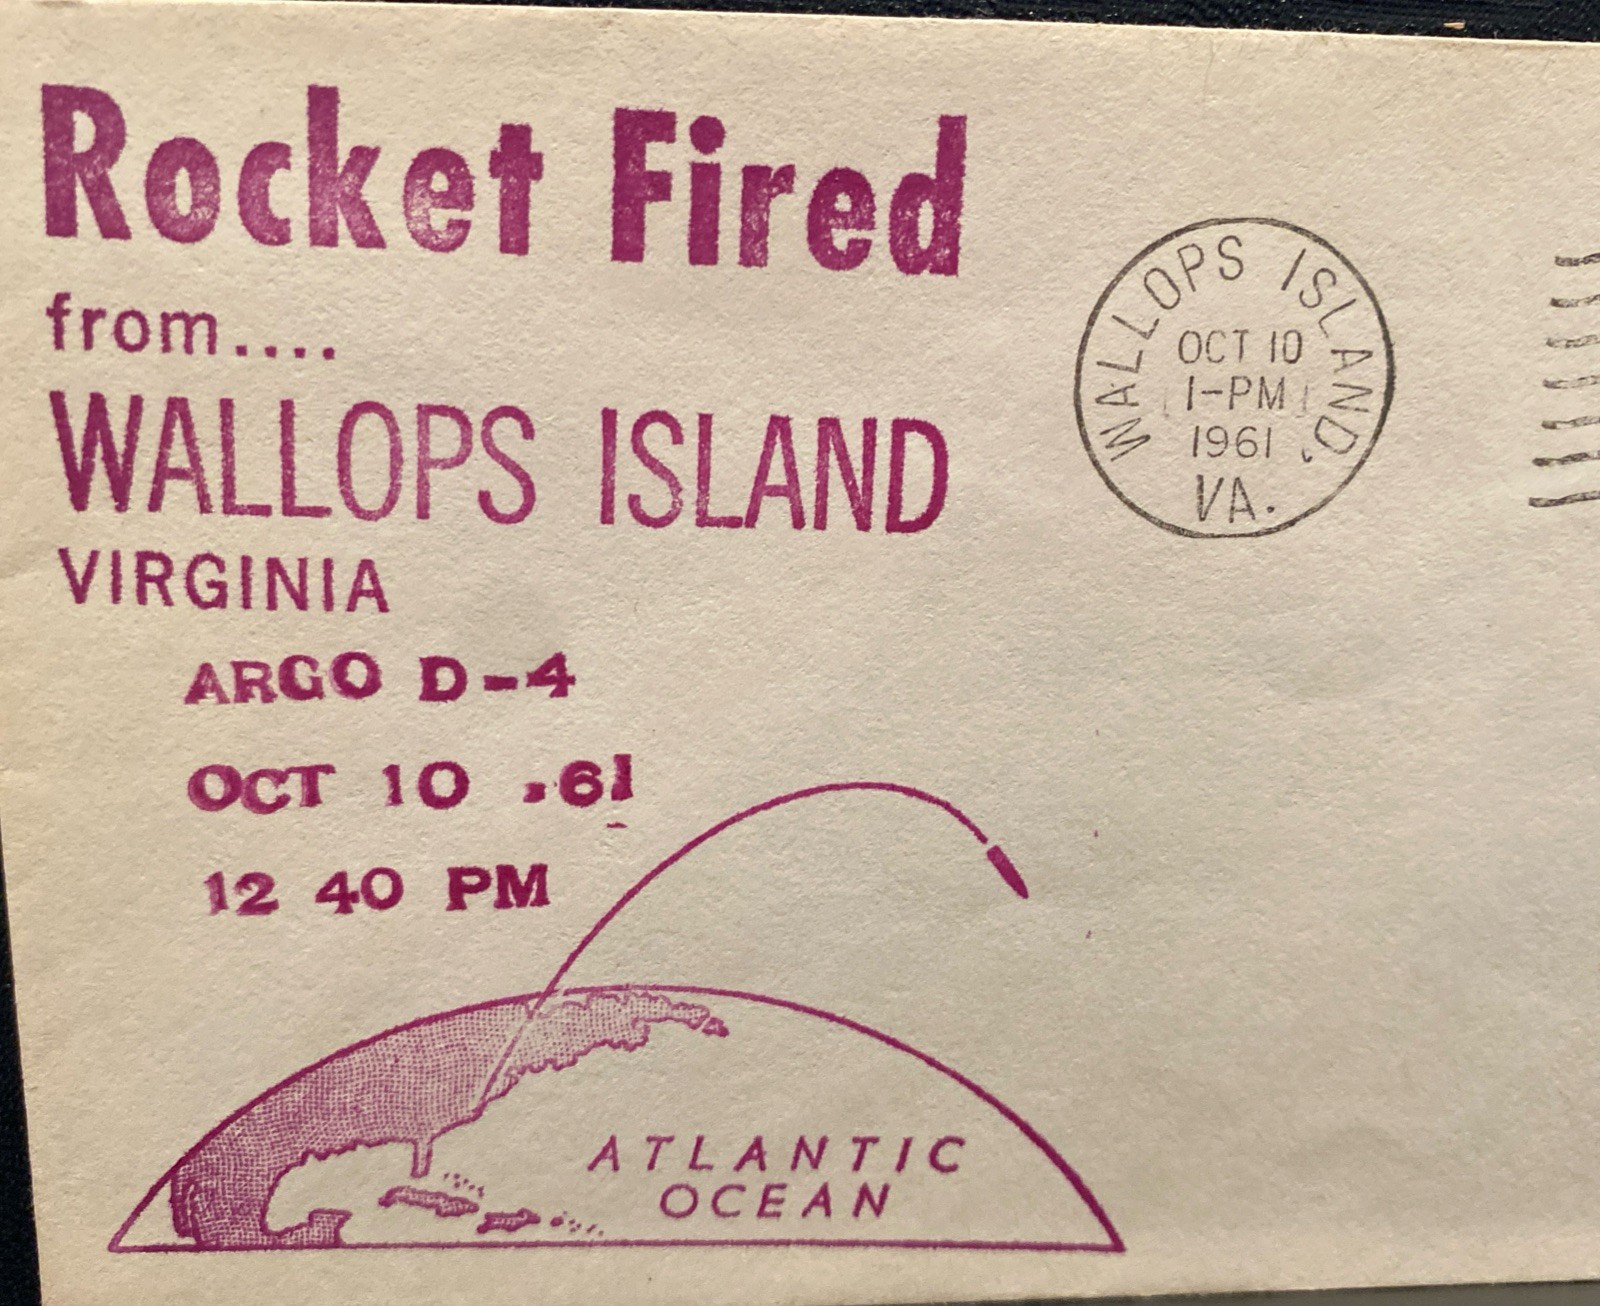 Rocket Fired
from....
WALLOPS ISLAND
VIRGINIA
ARGO D-4
OCT 10 .61
12 40 PM
ATLANTIC
OCEAN
WALLOPS ISLAND,
OCT 10
1-PM
1961
VA.